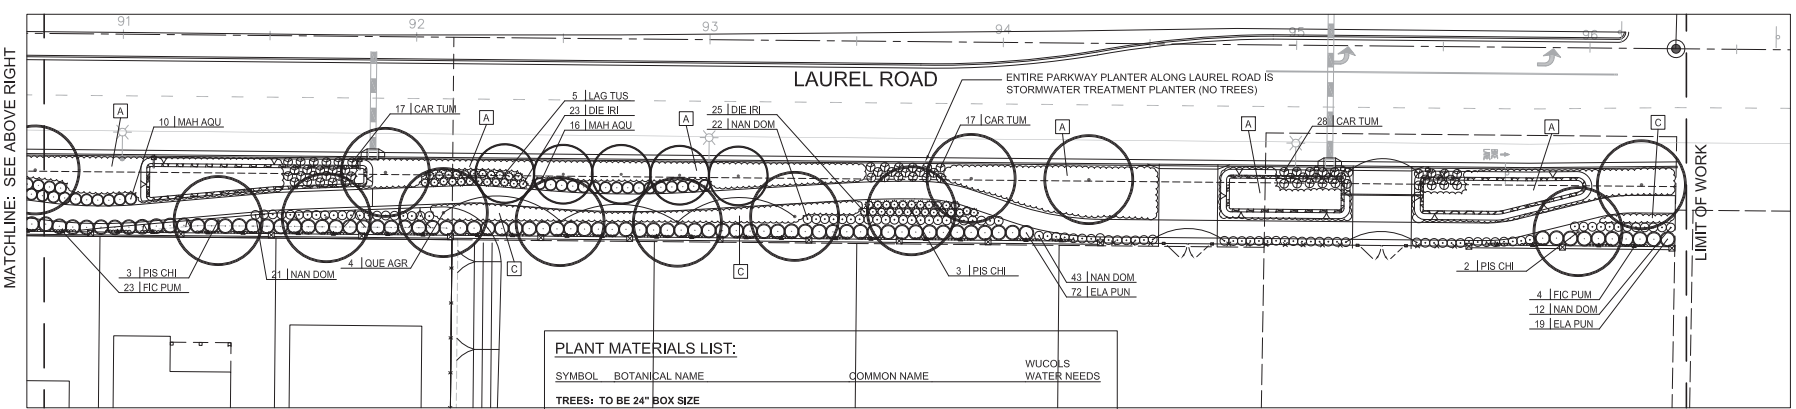 91
92
93
94
95
96
P
MATCHLINE: SEE ABOVE RIGHT
LAUREL ROAD
ENTIRE PARKWAY PLANTER ALONG LAUREL ROAD IS
STORMWATER TREATMENT PLANTER (NO TREES)
A
10 MAH AQU
17 CAR TUM
A
5 LAG TUS
23 DIE IRI
16 MAH AQU
A
25 DIE IRI
22 NAN DOM
17 CAR TUM
A
A
28 CAR TUM
A
C
LIMIT OF WORK
3 PIS CHI
23 FIC PUM
21 NAN DOM
4 QUE AGR
C
C
3 PIS CHI
43 NAN DOM
72 ELA PUN
2 PIS CHI
4 FIC PUM
12 NAN DOM
19 ELA PUN
PLANT MATERIALS LIST:
WUCOLS
SYMBOL BOTANICAL NAME COMMON NAME WATER NEEDS
TREES: TO BE 24" BOX SIZE